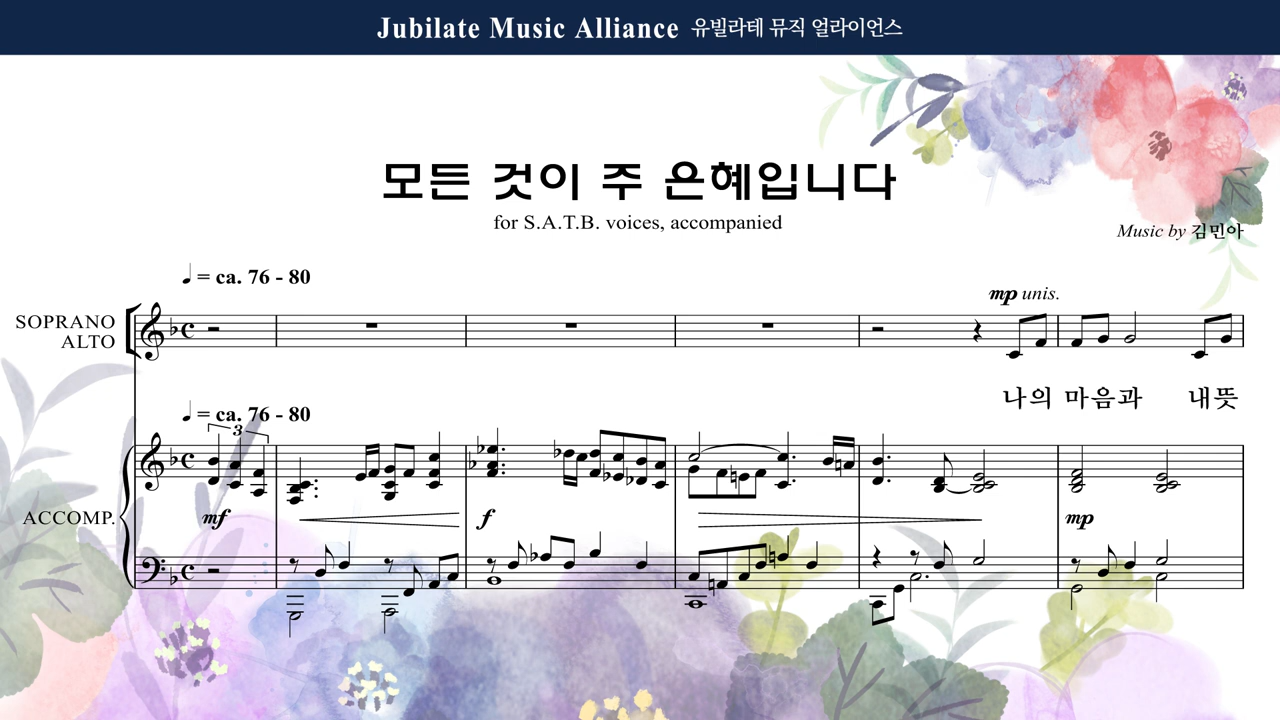 Jubilate Music Alliance 유빌라테 뮤직 얼라이언스
모든 것이 주 은혜입니다
for S.A.T.B. voices, accompanied
Music by 김민아
♩ = ca. 76 - 80
mp unis.
SOPRANO
ALTO
나의 마음과 내뜻
♩ = ca. 76 - 80
3
ACCOMP.
mf f mp